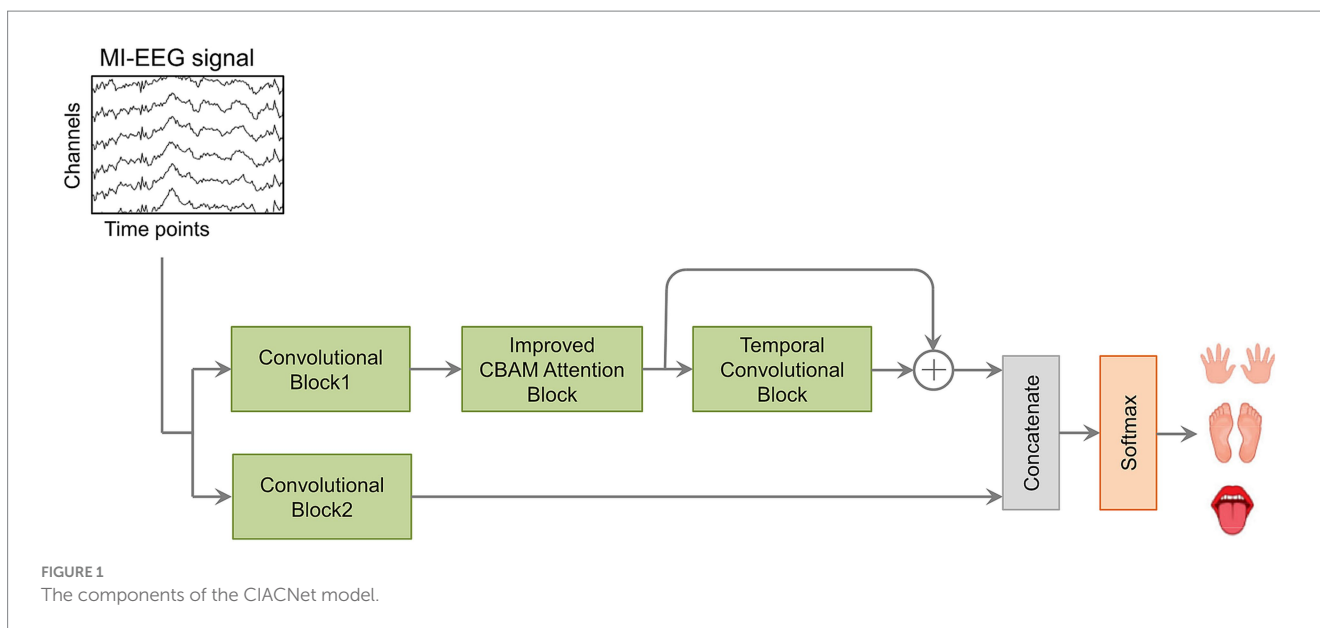 MI-EEG signal
Channels
Time points
Convolutional
Block1
Improved
CBAM Attention
Block
Temporal
Convolutional
Block
Convolutional
Block2
Concatenate
Softmax
FIGURE 1
The components of the CIACNet model.